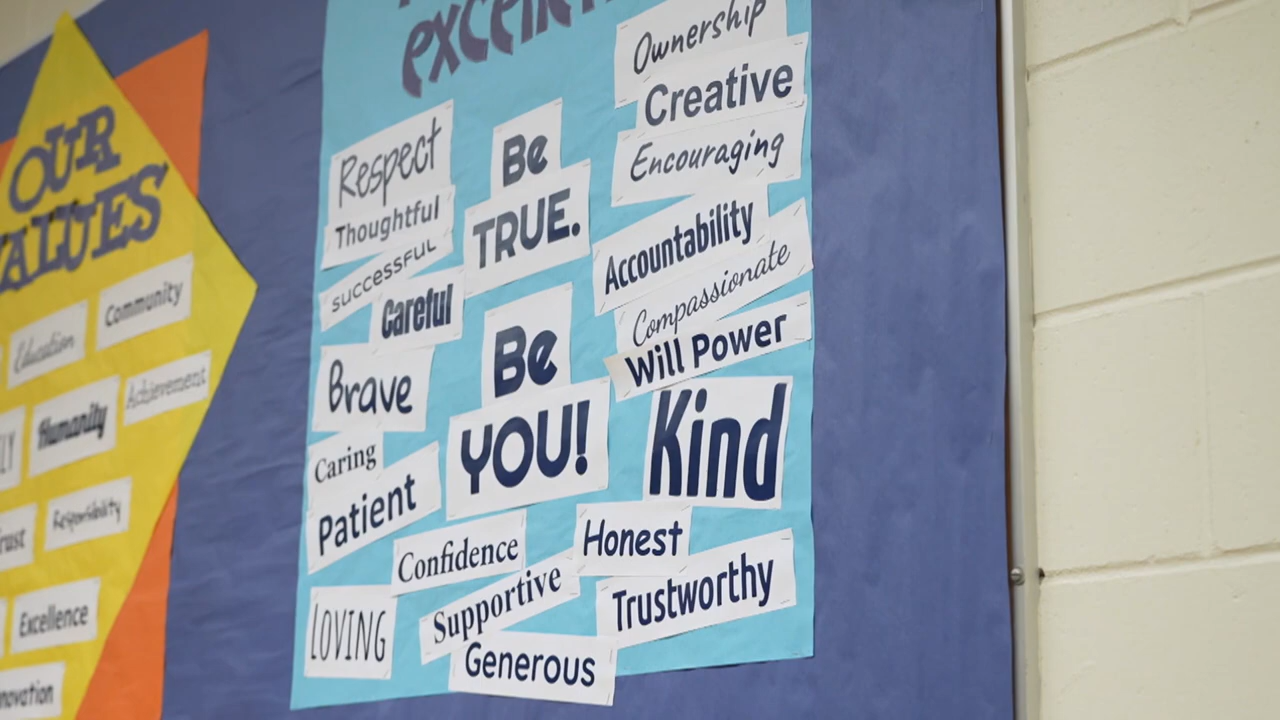 OUR
VALUES
Community
Education
Achievement
Humanity
Responsibility
Excellence
Respect
Thoughtful
successful
Careful
Brave
Caring
Patient
Confidence
LOVING
Supportive
Generous
Be
TRUE.
Be
YOU!
Ownership
Creative
Encouraging
Accountability
Compassionate
Will Power
Kind
Honest
Trustworthy